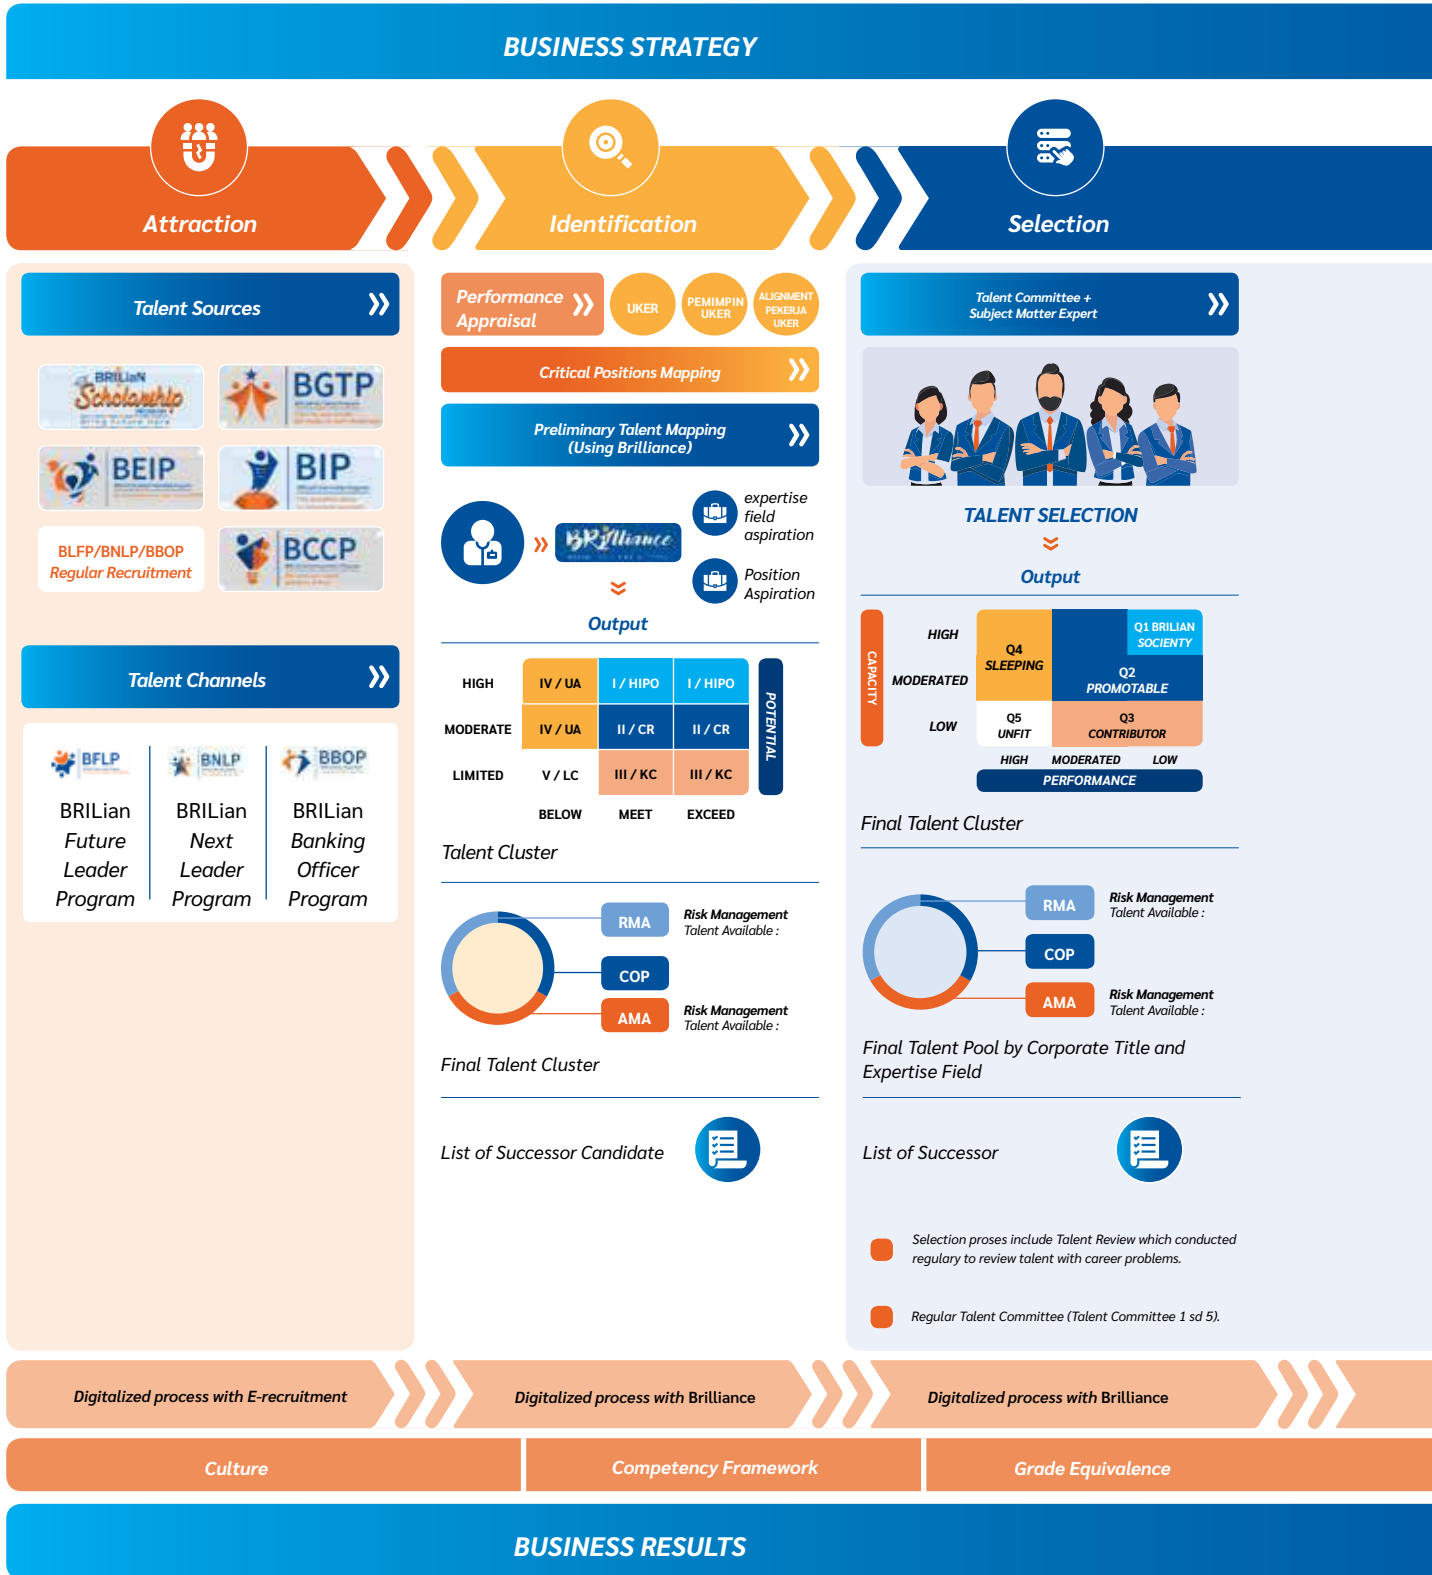 BUSINESS STRATEGY
Attraction
Identification
Selection
Talent Sources
BRILiaN
Scholarship
BGTP
BEIP
BIP
BLFP/BNLP/BBOP
Regular Recruitment
BCCP
Talent Channels
BFLP
BNLP
BBOP
BRILian
Future
Leader
Program
BRILian
Next
Leader
Program
BRILian
Banking
Officer
Program
Performance
Appraisal
UKER
PEMIMPIN
UKER
ALIGNMENT
PEKERJA
UKER
Critical Positions Mapping
Preliminary Talent Mapping
(Using Brilliance)
BRIlliance
expertise
field
aspiration
Position
Aspiration
Output
HIGH
IV / UA
I / HIPO
I / HIPO
MODERATE
IV / UA
II / CR
II / CR
LIMITED
V / LC
III / KC
III / KC
BELOW
MEET
EXCEED
POTENTIAL
Talent Cluster
RMA
Risk Management
Talent Available :
COP
AMA
Risk Management
Talent Available :
Final Talent Cluster
List of Successor Candidate
Talent Committee +
Subject Matter Expert
TALENT SELECTION
Output
CAPACITY
HIGH
MODERATED
LOW
Q4
SLEEPING
Q1 BRILIAN
SOCIENTY
Q2
PROMOTABLE
Q5
UNFIT
Q3
CONTRIBUTOR
HIGH
MODERATED
LOW
PERFORMANCE
Final Talent Cluster
RMA
Risk Management
Talent Available :
COP
AMA
Risk Management
Talent Available :
Final Talent Pool by Corporate Title and
Expertise Field
List of Successor
Selection proses include Talent Review which conducted
regulary to review talent with career problems.
Regular Talent Committee (Talent Committee 1 sd 5).
Digitalized process with E-recruitment
Digitalized process with Brilliance
Digitalized process with Brilliance
Culture
Competency Framework
Grade Equivalence
BUSINESS RESULTS